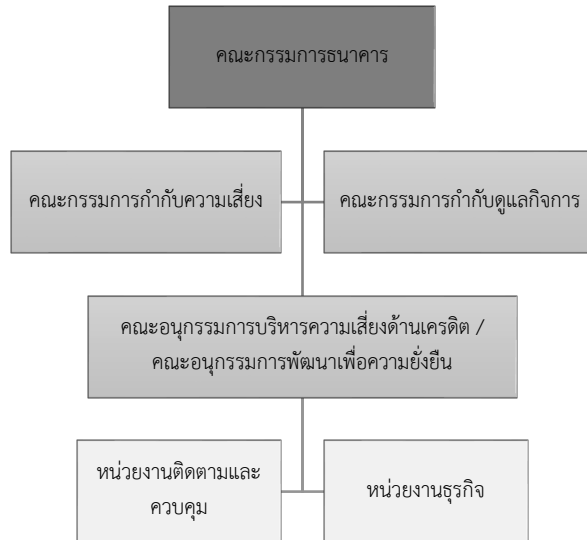 คณะกรรมการธนาคาร
คณะกรรมการกำกับความเสี่ยง
คณะกรรมการกำกับดูแลกิจการ
คณะอนุกรรมการบริหารความเสี่ยงด้านเครดิต /
คณะอนุกรรมการพัฒนาเพื่อความยั่งยืน
หน่วยงานติดตามและ
ควบคุม
หน่วยงานธุรกิจ